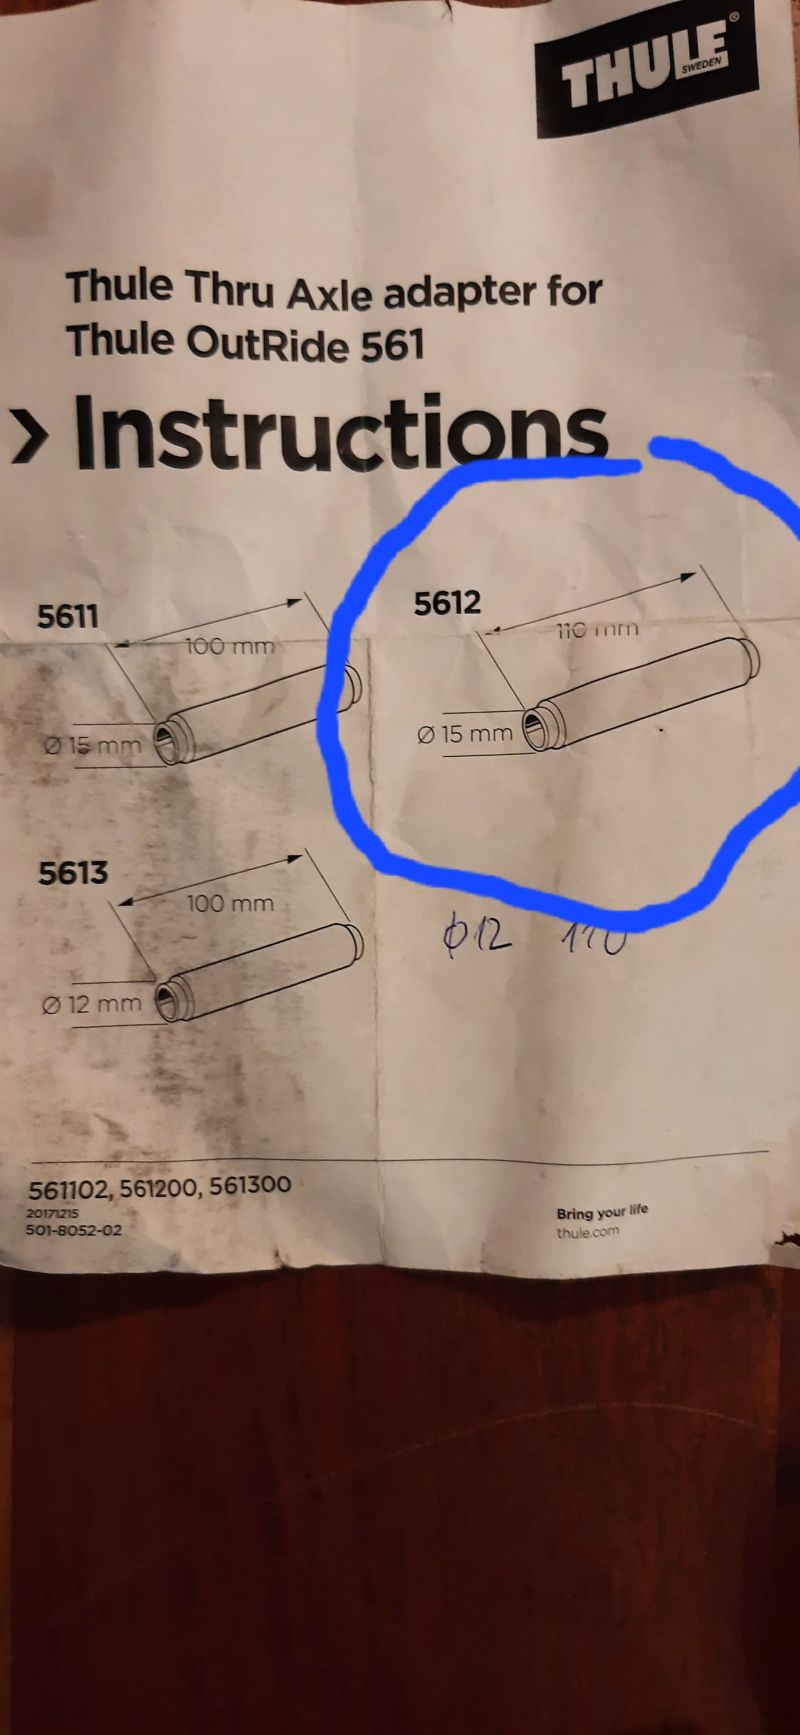 THULE®
SWEDEN
Thule Thru Axle adapter for
Thule OutRide 561
› Instructions
5611
100 mm
Ø 15 mm
5612
110 mm
Ø 15 mm
5613
100 mm
Ø 12 mm
ϕ12 110
561102, 561200, 561300
20171215
501-8052-02
Bring your life
thule.com